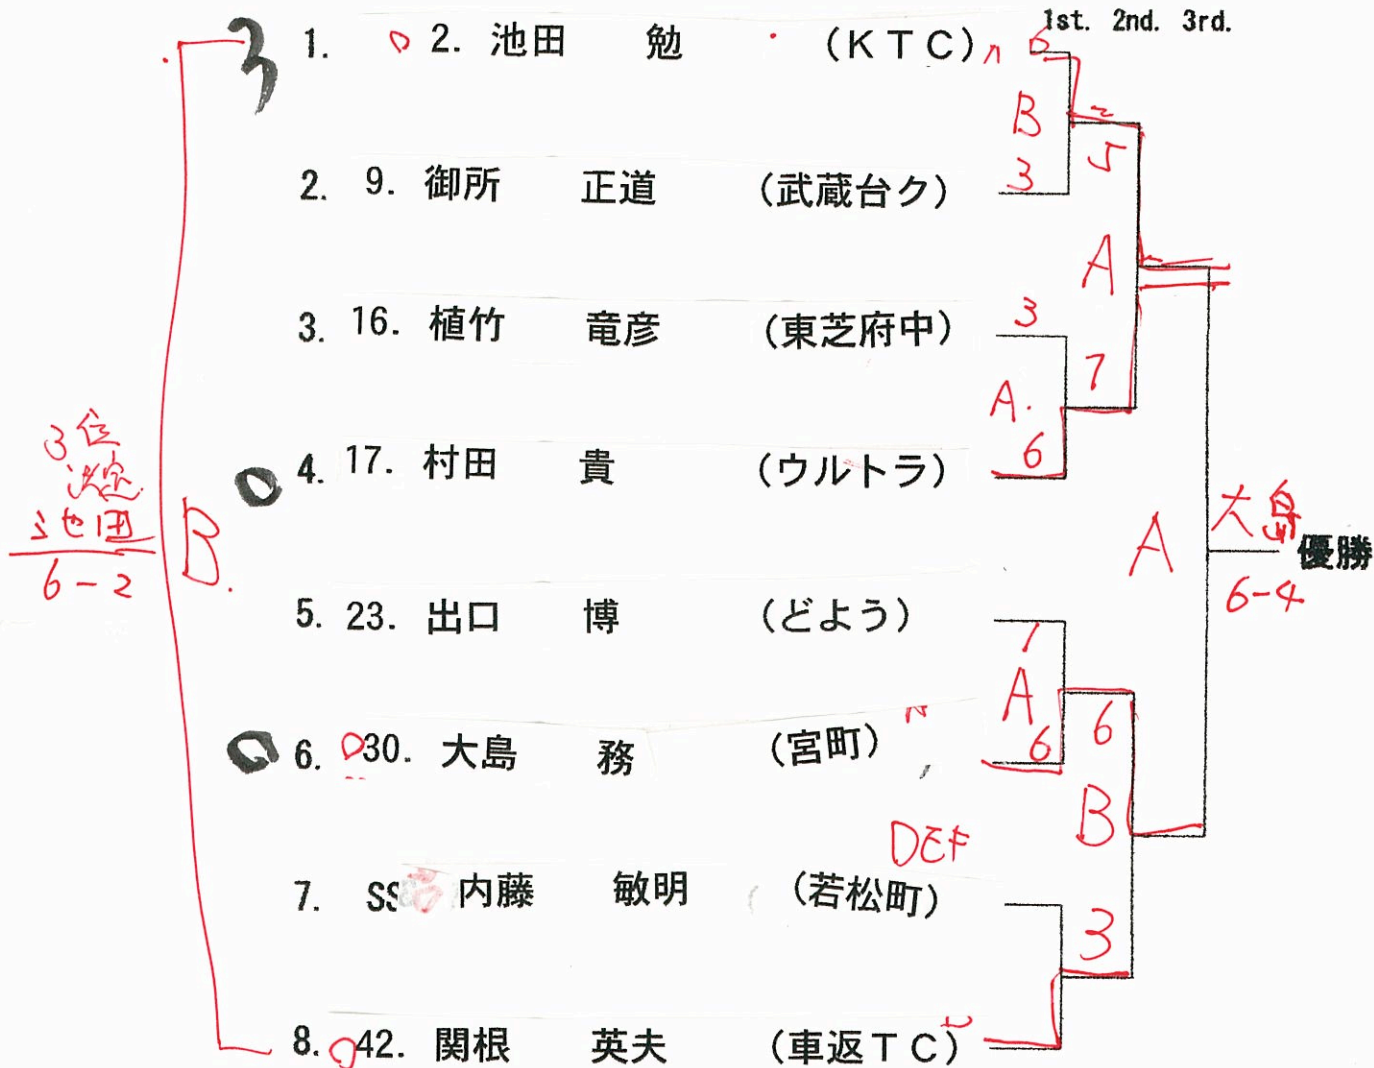 1st. 2nd. 3rd.
3 1. 2. 池田 勉 (KTC) 6
B 5
2. 9. 御所 正道 (武蔵台ク) 3
A
3. 16. 植竹 竜彦 (東芝府中) 3
A. 7
4. 17. 村田 貴 (ウルトラ) 6
3位
決定
池田 B.
6-2
A 大島 優勝
6-4
5. 23. 出口 博 (どよう) 1
A 6
6. 30. 大島 務 (宮町) 6
B
DEF
7. SS 内藤 敏明 (若松町)
3
8. 42. 関根 英夫 (車返TC)